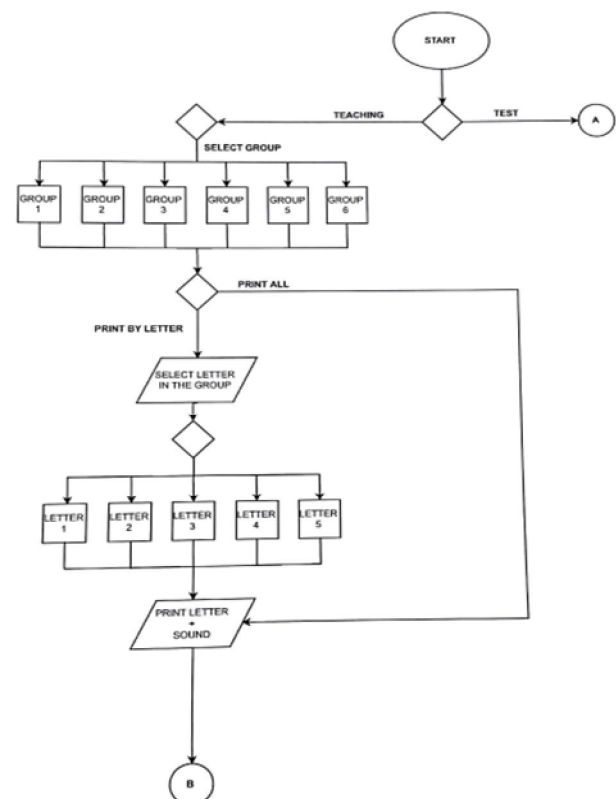 START
TEACHING
TEST
A
SELECT GROUP
GROUP
1
GROUP
2
GROUP
3
GROUP
4
GROUP
5
GROUP
6
PRINT ALL
PRINT BY LETTER
SELECT LETTER
IN THE GROUP
LETTER
1
LETTER
2
LETTER
3
LETTER
4
LETTER
5
PRINT LETTER
+
SOUND
B